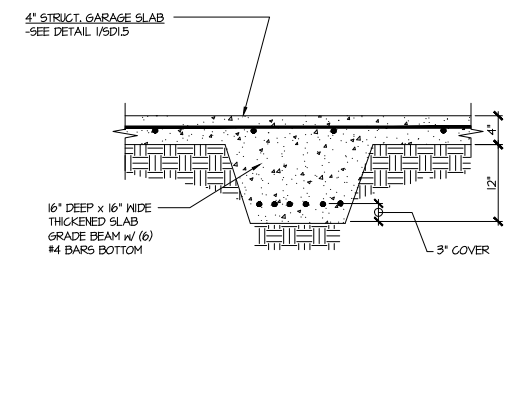 4" STRUCT. GARAGE SLAB
-SEE DETAIL 1/SD1.5
4"
12"
16" DEEP x 16" WIDE
THICKENED SLAB
GRADE BEAM w/ (6)
#4 BARS BOTTOM
3" COVER